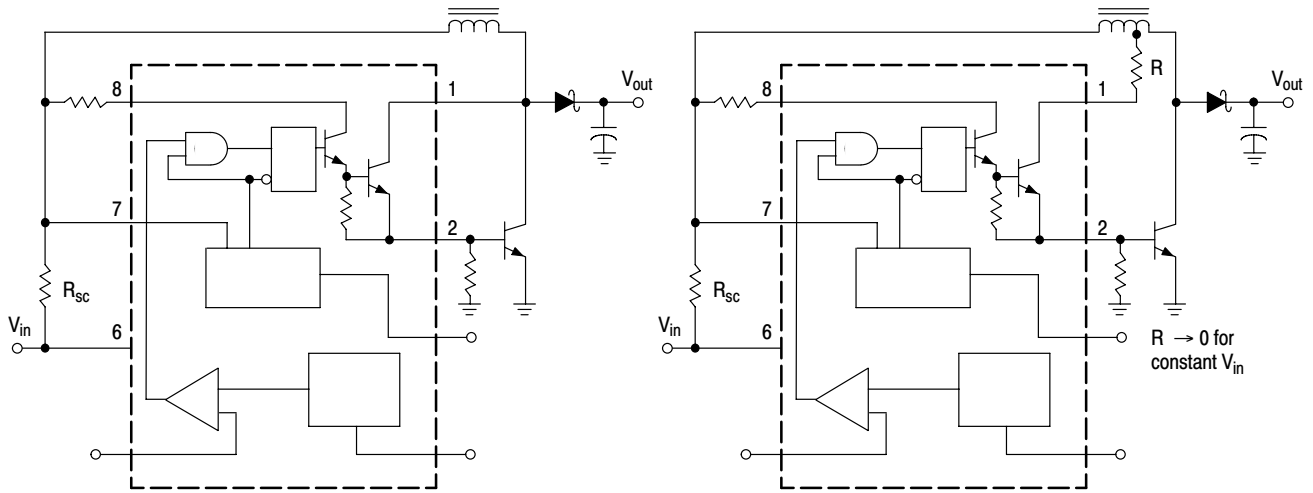 8
1
V_out
7
2
R_sc
V_in
6
R
8
1
V_out
7
2
R_sc
V_in
6
R → 0 for
constant V_in